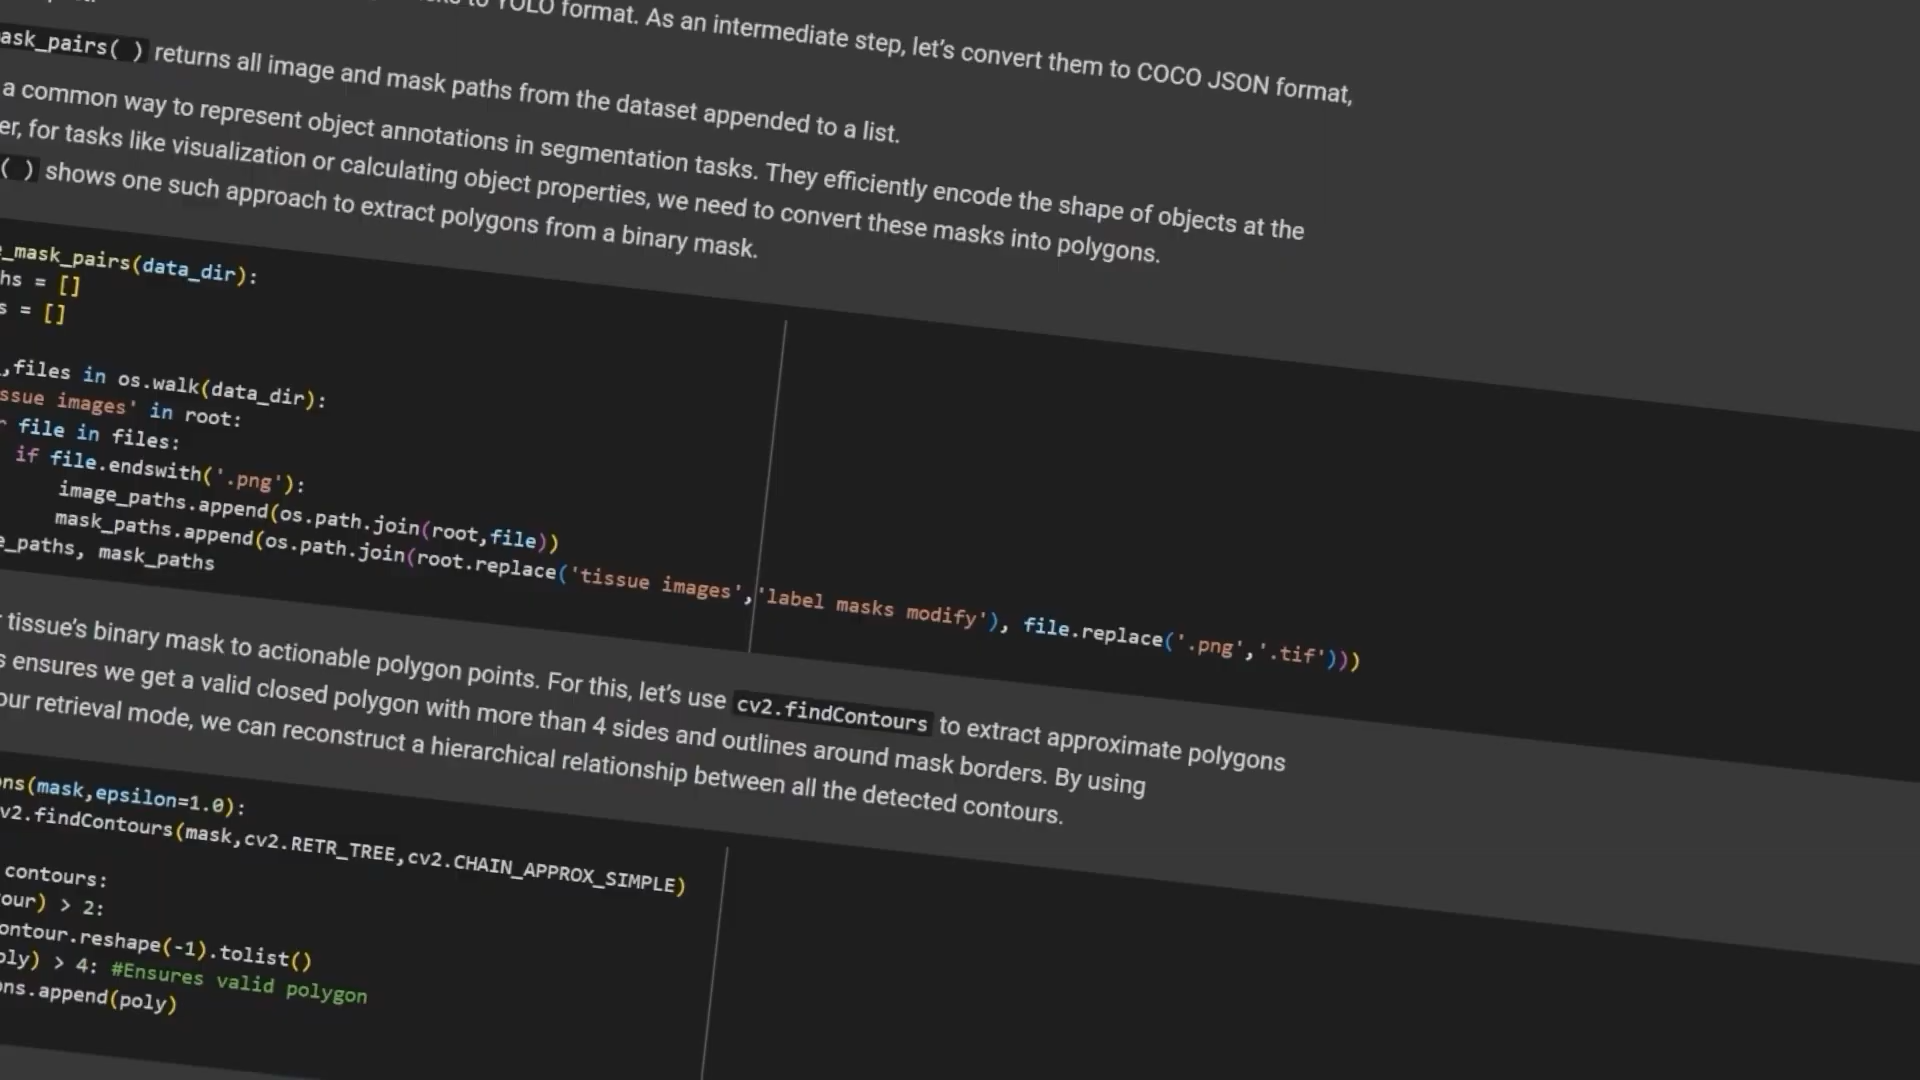 to YOLO format. As an intermediate step, let's convert them to COCO JSON format,
ask_pairs( ) returns all image and mask paths from the dataset appended to a list.
a common way to represent object annotations in segmentation tasks. They efficiently encode the shape of objects at the
er, for tasks like visualization or calculating object properties, we need to convert these masks into polygons.
( ) shows one such approach to extract polygons from a binary mask.
_mask_pairs(data_dir):
hs = []
s = []
,files in os.walk(data_dir):
ssue images' in root:
r file in files:
if file.endswith('.png'):
image_paths.append(os.path.join(root,file))
mask_paths.append(os.path.join(root.replace('tissue images','label masks modify'), file.replace('.png','.tif')))
e_paths, mask_paths
tissue's binary mask to actionable polygon points. For this, let's use cv2.findContours to extract approximate polygons
s ensures we get a valid closed polygon with more than 4 sides and outlines around mask borders. By using
our retrieval mode, we can reconstruct a hierarchical relationship between all the detected contours.
ons(mask,epsilon=1.0):
v2.findContours(mask,cv2.RETR_TREE,cv2.CHAIN_APPROX_SIMPLE)
contours:
our) > 2:
ontour.reshape(-1).tolist()
oly) > 4: #Ensures valid polygon
ons.append(poly)